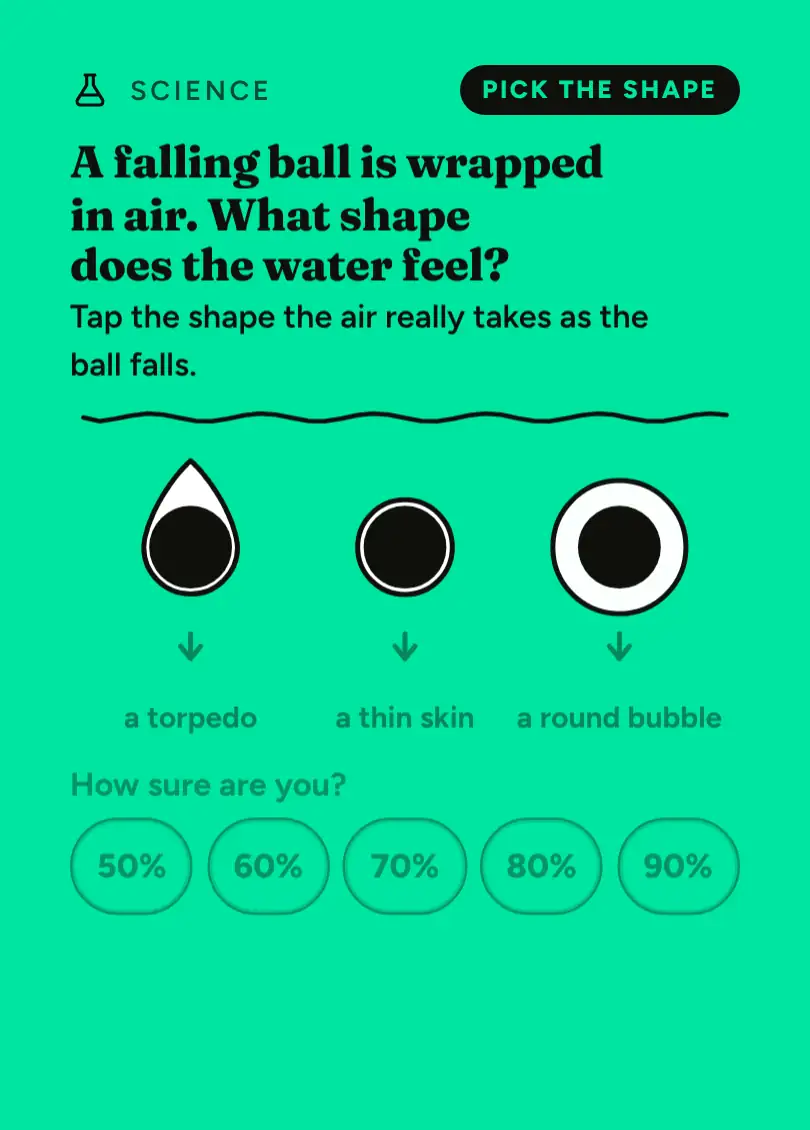 SCIENCE
PICK THE SHAPE
A falling ball is wrapped
in air. What shape
does the water feel?
Tap the shape the air really takes as the
ball falls.
a torpedo
a thin skin
a round bubble
How sure are you?
50%
60%
70%
80%
90%